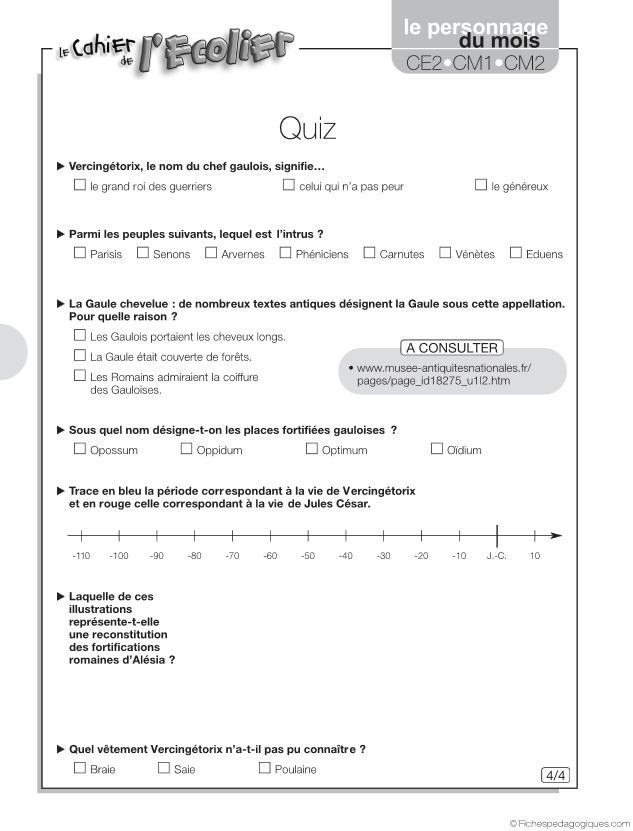 le Cahier
de l'Ecolier
le personnage
du mois
CE2•CM1•CM2
Quiz
▶ Vercingétorix, le nom du chef gaulois, signifie…
le grand roi des guerriers celui qui n'a pas peur le généreux
▶ Parmi les peuples suivants, lequel est l'intrus ?
Parisis Senons Arvernes Phéniciens Carnutes Vénètes Eduens
▶ La Gaule chevelue : de nombreux textes antiques désignent la Gaule sous cette appellation.
Pour quelle raison ?
Les Gaulois portaient les cheveux longs.
La Gaule était couverte de forêts.
Les Romains admiraient la coiffure
des Gauloises.
A CONSULTER
• www.musee-antiquitesnationales.fr/
pages/page_id18275_u1l2.htm
▶ Sous quel nom désigne-t-on les places fortifiées gauloises ?
Opossum Oppidum Optimum Oïdium
▶ Trace en bleu la période correspondant à la vie de Vercingétorix
et en rouge celle correspondant à la vie de Jules César.
-110 -100 -90 -80 -70 -60 -50 -40 -30 -20 -10 J.-C. 10
▶ Laquelle de ces
illustrations
représente-t-elle
une reconstitution
des fortifications
romaines d'Alésia ?
▶ Quel vêtement Vercingétorix n'a-t-il pas pu connaître ?
Braie Saie Poulaine
4/4
© Fichespedagogiques.com